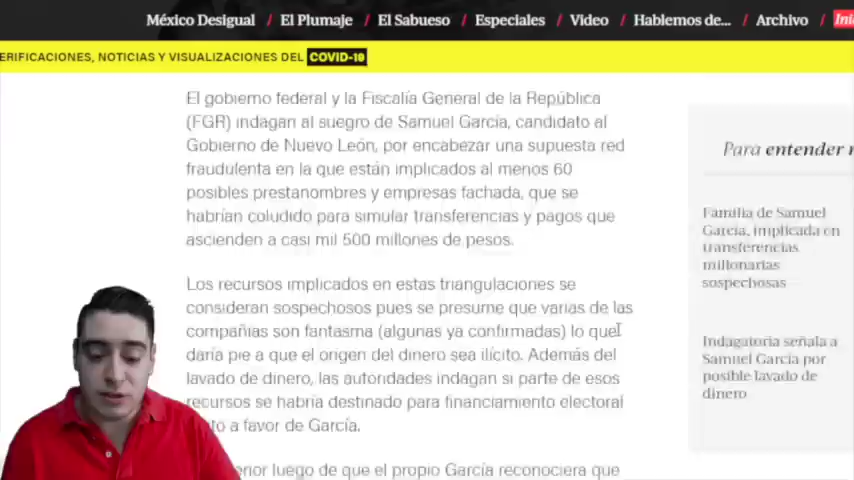 México Desigual / El Plumaje / El Sabueso / Especiales / Video / Hablemos de... / Archivo /
ERIFICACIONES, NOTICIAS Y VISUALIZACIONES DEL COVID-19
El gobierno federal y la Fiscalía General de la República
(FGR) indagan al suegro de Samuel García, candidato al
Gobierno de Nuevo León, por encabezar una supuesta red
fraudulenta en la que están implicados al menos 60
posibles prestanombres y empresas fachada, que se
habrían coludido para simular transferencias y pagos que
ascienden a casi mil 500 millones de pesos.
Los recursos implicados en estas triangulaciones se
consideran sospechosos pues se presume que varias de las
compañías son fantasma (algunas ya confirmadas) lo que
daría pie a que el origen del dinero sea ilícito. Además del
lavado de dinero, las autoridades indagan si parte de esos
recursos se habría destinado para financiamiento electoral
a favor de García.
luego de que el propio García reconociera que
Para entender
Familia de Samuel
García, implicada en
transferencias
millonarias
sospechosas
Indagatoria señala a
Samuel García por
posible lavado de
dinero